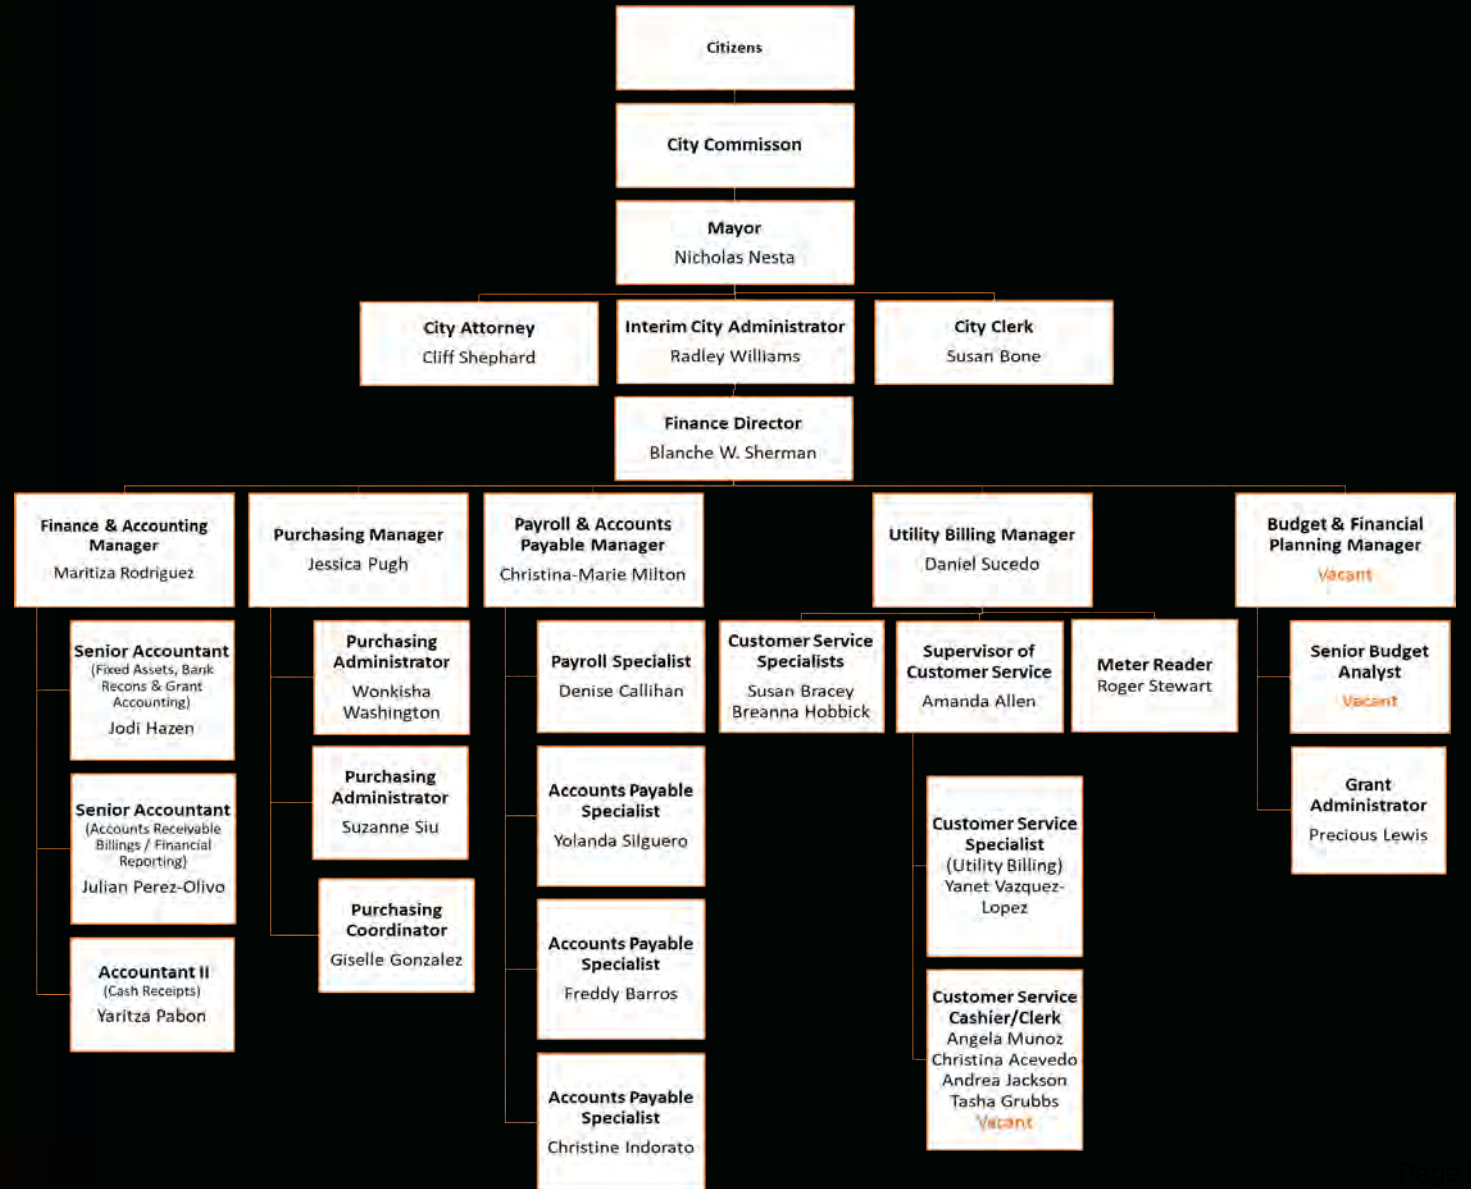 Citizens
City Commisson
Mayor
Nicholas Nesta
City Attorney
Cliff Shephard
Interim City Administrator
Radley Williams
City Clerk
Susan Bone
Finance Director
Blanche W. Sherman
Finance & Accounting
Manager
Maritiza Rodriguez
Purchasing Manager
Jessica Pugh
Payroll & Accounts
Payable Manager
Christina-Marie Milton
Utility Billing Manager
Daniel Sucedo
Budget & Financial
Planning Manager
Vacant
Senior Accountant
(Fixed Assets, Bank
Recons & Grant
Accounting)
Jodi Hazen
Senior Accountant
(Accounts Receivable
Billings / Financial
Reporting)
Julian Perez-Olivo
Accountant II
(Cash Receipts)
Yaritza Pabon
Purchasing
Administrator
Wonkisha
Washington
Purchasing
Administrator
Suzanne Siu
Purchasing
Coordinator
Giselle Gonzalez
Payroll Specialist
Denise Callihan
Accounts Payable
Specialist
Yolanda Silguero
Accounts Payable
Specialist
Freddy Barros
Accounts Payable
Specialist
Christine Indorato
Customer Service
Specialists
Susan Bracey
Breanna Hobbick
Supervisor of
Customer Service
Amanda Allen
Meter Reader
Roger Stewart
Customer Service
Specialist
(Utility Billing)
Yanet Vazquez-
Lopez
Customer Service
Cashier/Clerk
Angela Munoz
Christina Acevedo
Andrea Jackson
Tasha Grubbs
Vacant
Senior Budget
Analyst
Vacant
Grant
Administrator
Precious Lewis
Page